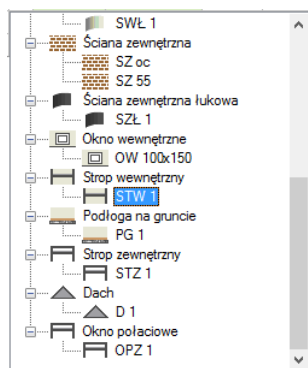 SWŁ 1
Ściana zewnętrzna
SZ oc
SZ 55
Ściana zewnętrzna łukowa
SZŁ 1
Okno wewnętrzne
OW 100x150
Strop wewnętrzny
STW 1
Podłoga na gruncie
PG 1
Strop zewnętrzny
STZ 1
Dach
D 1
Okno połaciowe
OPZ 1